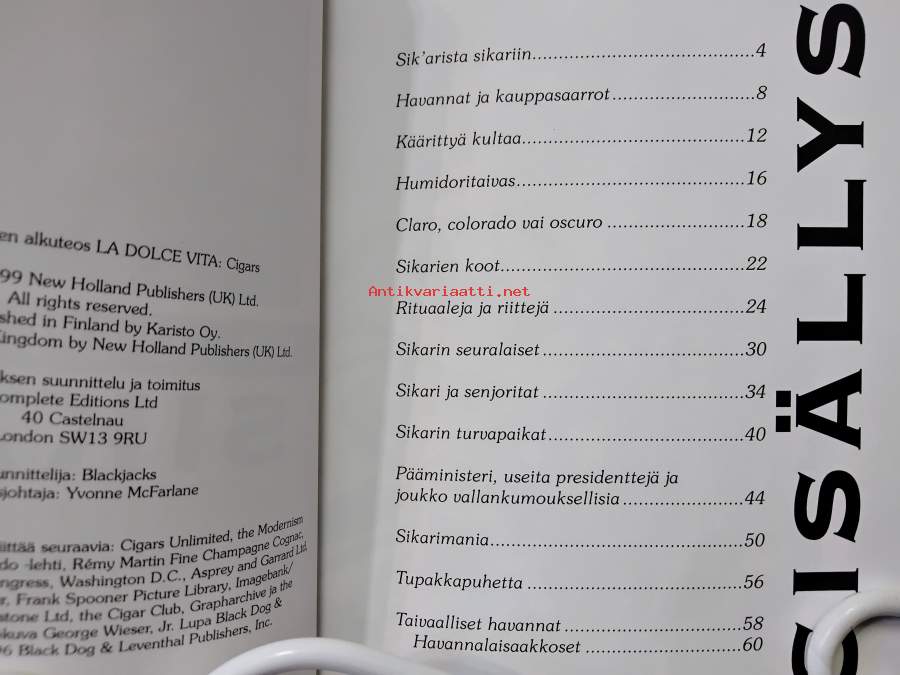 en alkuteos LA DOLCE VITA: Cigars
99 New Holland Publishers (UK) Ltd.
All rights reserved.
shed in Finland by Karisto Oy.
Kingdom by New Holland Publishers (UK) Ltd.
ksen suunnittelu ja toimitus
omplete Editions Ltd
40 Castelnau
London SW13 9RU
unnittelija: Blackjacks
sjohtaja: Yvonne McFarlane
iittää seuraavia: Cigars Unlimited, the Modernism
do -lehti, Rémy Martin Fine Champagne Cognac,
ngress, Washington D.C., Asprey and Garrard Ltd,
r, Frank Spooner Picture Library, Imagebank/
stone Ltd, the Cigar Club, Grapharchive ja the
kuva George Wieser, Jr. Lupa Black Dog &
96 Black Dog & Leventhal Publishers, Inc.
Sik'arista sikariin 4
Havannat ja kauppasaarrot 8
Käärittyä kultaa 12
Humidoritaivas 16
Claro, colorado vai oscuro 18
Sikarien koot 22
Antikvariaatti.net
Rituaaleja ja riittejä 24
Sikarin seuralaiset 30
Sikari ja senjoritat 34
Sikarin turvapaikat 40
Pääministeri, useita presidenttejä ja
joukko vallankumouksellisia 44
Sikarimania 50
Tupakkapuhetta 56
Taivaalliset havannat 58
Havannalaisaakkoset 60
SISÄLLYS